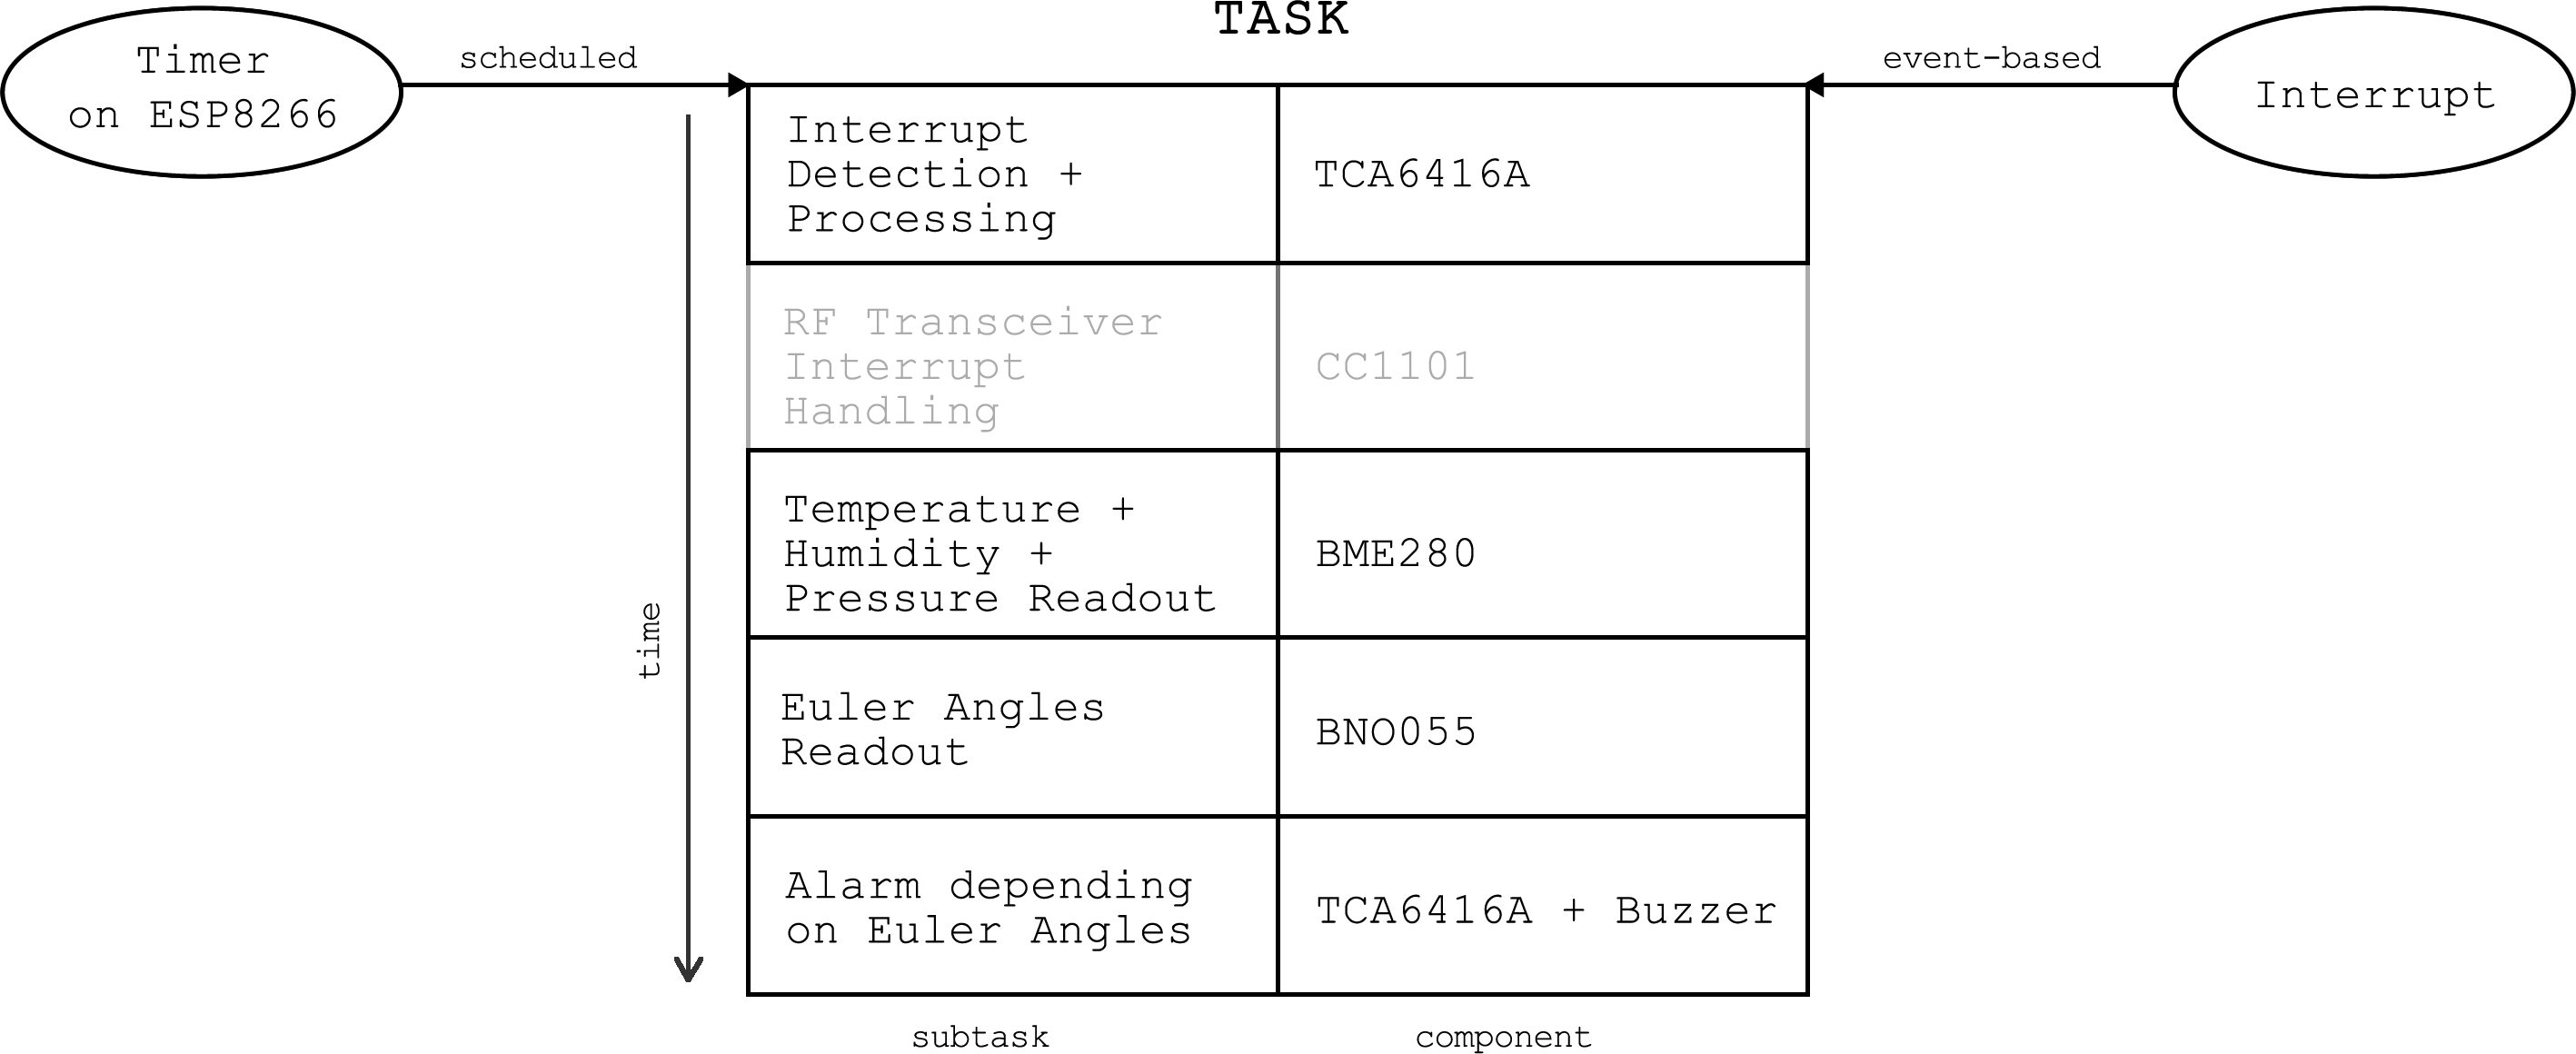 TASK
Timer
on ESP8266
scheduled
event-based
Interrupt
Interrupt
Detection +
Processing
TCA6416A
RF Transceiver
Interrupt
Handling
CC1101
Temperature +
Humidity +
Pressure Readout
BME280
Euler Angles
Readout
BNO055
Alarm depending
on Euler Angles
TCA6416A + Buzzer
time
subtask
component